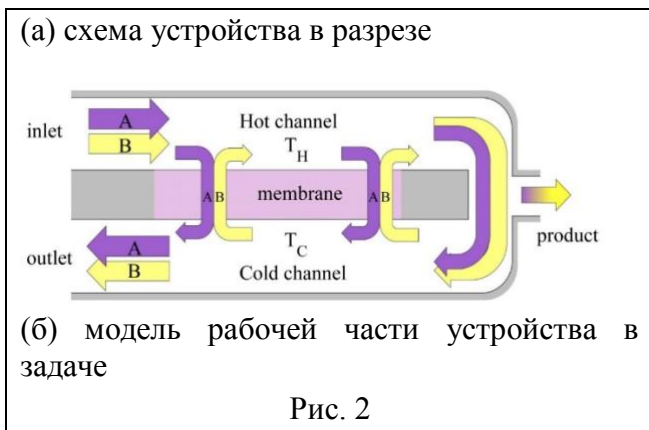 (а) схема устройства в разрезе
inlet
A
B
Hot channel
T_H
A B
membrane
A B
product
outlet
A
B
T_C
Cold channel
(б) модель рабочей части устройства в
задаче
Рис. 2